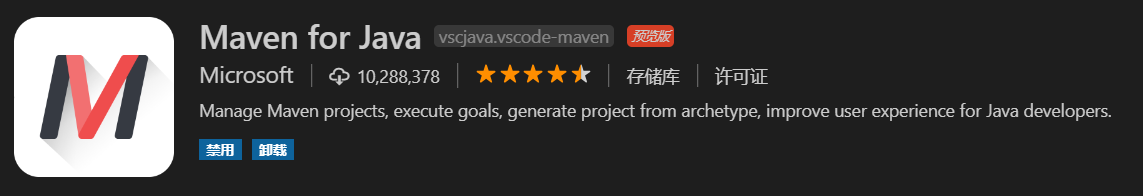 Maven for Java vscjava.vscode-maven 预览版
Microsoft 10,288,378 存储库 许可证
Manage Maven projects, execute goals, generate project from archetype, improve user experience for Java developers.
禁用 卸载